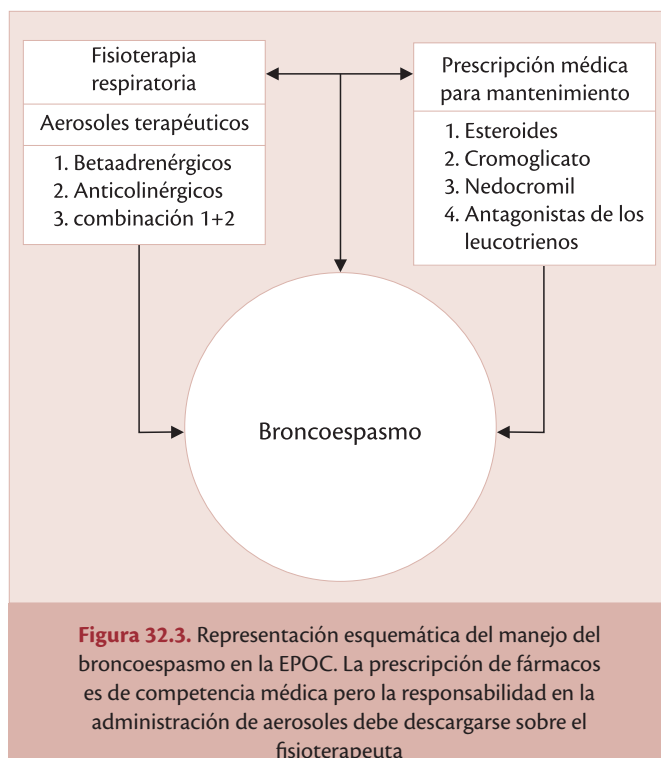 Fisioterapia
respiratoria
Aerosoles terapéuticos
1. Betaadrenérgicos
2. Anticolinérgicos
3. combinación 1+2
Prescripción médica
para mantenimiento
1. Esteroides
2. Cromoglicato
3. Nedocromil
4. Antagonistas de los
leucotrienos
Broncoespasmo
Figura 32.3. Representación esquemática del manejo del
broncoespasmo en la EPOC. La prescripción de fármacos
es de competencia médica pero la responsabilidad en la
administración de aerosoles debe descargarse sobre el
fisioterapeuta